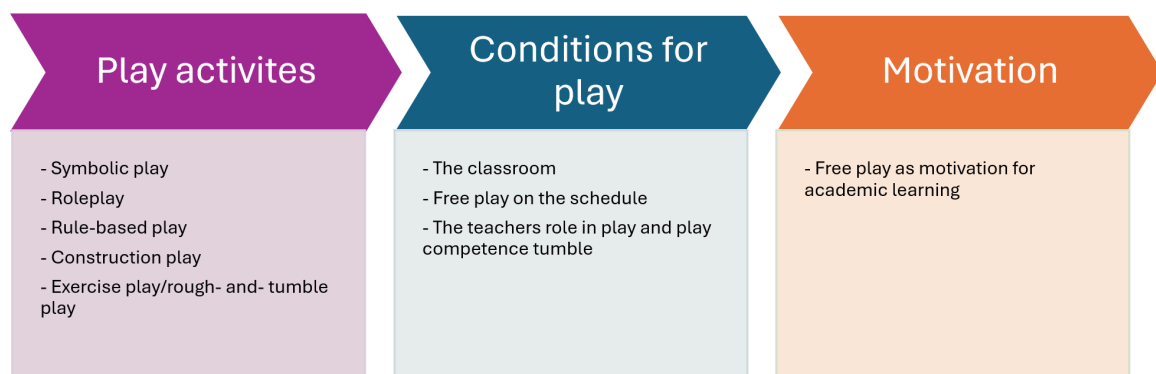 Play activites
- Symbolic play
- Roleplay
- Rule-based play
- Construction play
- Exercise play/rough- and- tumble
play
Conditions for
play
- The classroom
- Free play on the schedule
- The teachers role in play and play
competence tumble
Motivation
- Free play as motivation for
academic learning